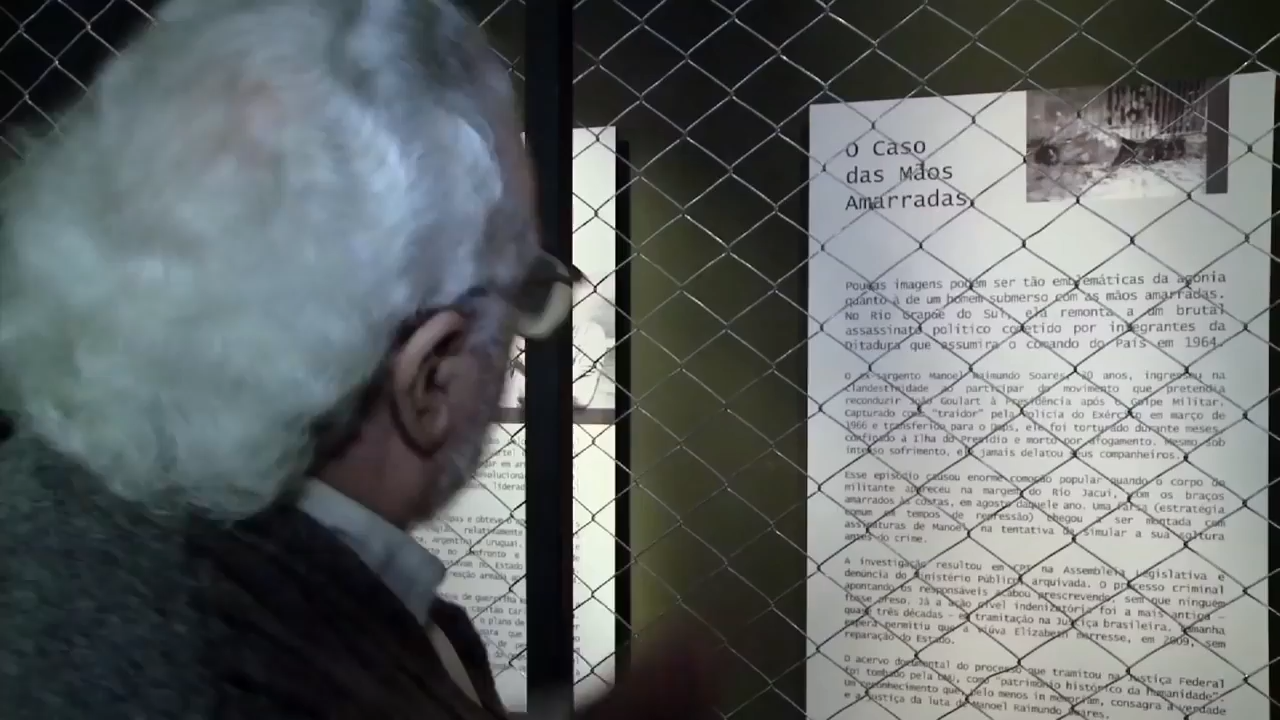 O Caso
das Mãos
Amarradas
Poucas imagens podem ser tão emblemáticas da agonia
quanto à de um homem submerso com as mãos amarradas.
No Rio Grande do Sul, ela remonta a um brutal
assassinato político cometido por integrantes da
Ditadura que assumira o comando do País em 1964.
O ex-sargento Manoel Raimundo Soares, 30 anos, ingressou na
clandestinidade ao participar do movimento que pretendia
reconduzir João Goulart à Presidência após o Golpe Militar.
Capturado como "traidor" pela Polícia do Exército em março de
1966 e transferido para o Dops, ele foi torturado durante meses,
confinado à Ilha do Presídio e morto por afogamento. Mesmo sob
intenso sofrimento, ele jamais delatou seus companheiros.
Esse episódio causou enorme comoção popular quando o corpo do
militante apareceu na margem do Rio Jacuí, com os braços
amarrados às costas, em agosto daquele ano. Uma farsa (estratégia
comum em tempos de repressão) chegou a ser montada com
assinaturas de Manoel, na tentativa de simular a sua soltura
antes do crime.
A investigação resultou em CPI na Assembleia Legislativa e
denúncia do Ministério Público, arquivada. O processo criminal
apontando os responsáveis acabou prescrevendo, sem que ninguém
fosse preso. Já a ação cível indenizatória foi a mais antiga -
quase três décadas - em tramitação na Justiça brasileira. Tamanha
espera permitiu que a viúva Elizabeth morresse, em 2009, sem
reparação do Estado.
O acervo documental do processo que tramitou na Justiça Federal
foi tombado pela ONU, como "patrimônio histórico da humanidade"
um reconhecimento que, pelo menos in memoriam, consagra a verdade
e a justiça da luta de Manoel Raimundo Soares.